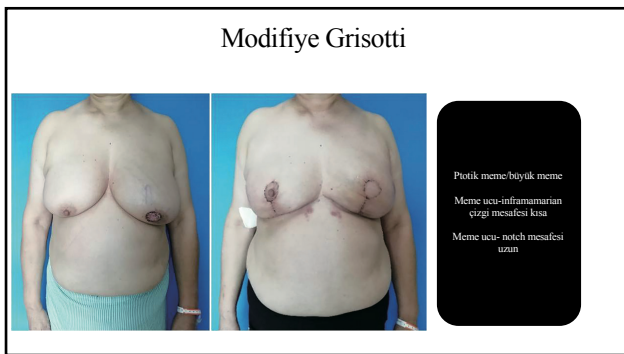 Modifiye Grisotti
Ptotik meme/büyük meme
Meme ucu-inframamarian
çizgi mesafesi kısa
Meme ucu- notch mesafesi
uzun